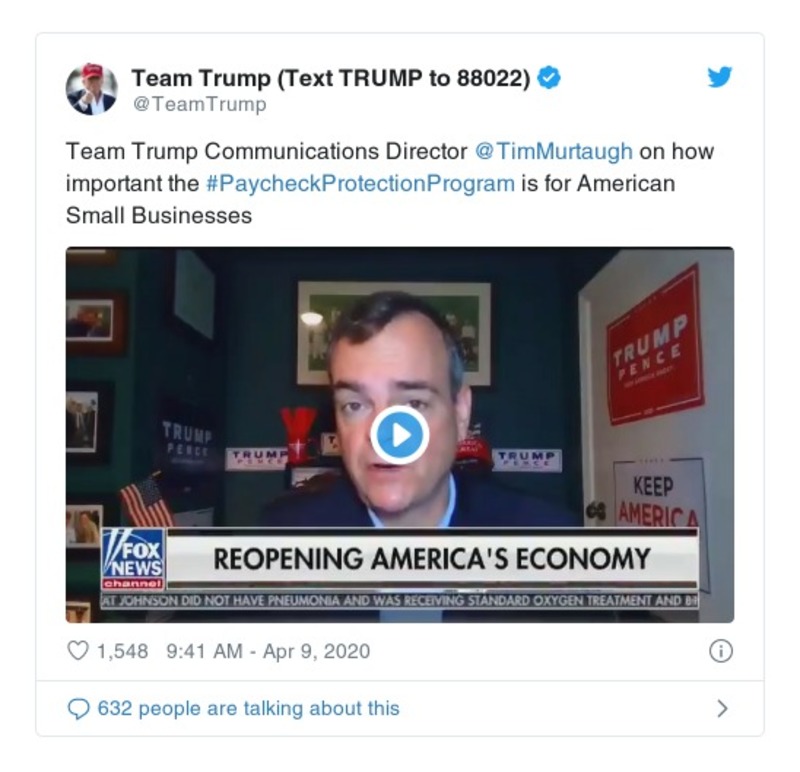 Team Trump (Text TRUMP to 88022)
@TeamTrump
Team Trump Communications Director @TimMurtaugh on how
important the #PaycheckProtectionProgram is for American
Small Businesses
TRUMP
PENCE
TRUMP
PENCE
TRUMP
PENCE
TRUMP
PENCE
KEEP
AMERICA
FOX
NEWS
channel
REOPENING AMERICA'S ECONOMY
AT JOHNSON DID NOT HAVE PNEUMONIA AND WAS RECEIVING STANDARD OXYGEN TREATMENT AND
1,548 9:41 AM - Apr 9, 2020
632 people are talking about this